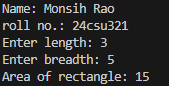 Name: Monsih Rao
roll no.: 24csu321
Enter length: 3
Enter breadth: 5
Area of rectangle: 15